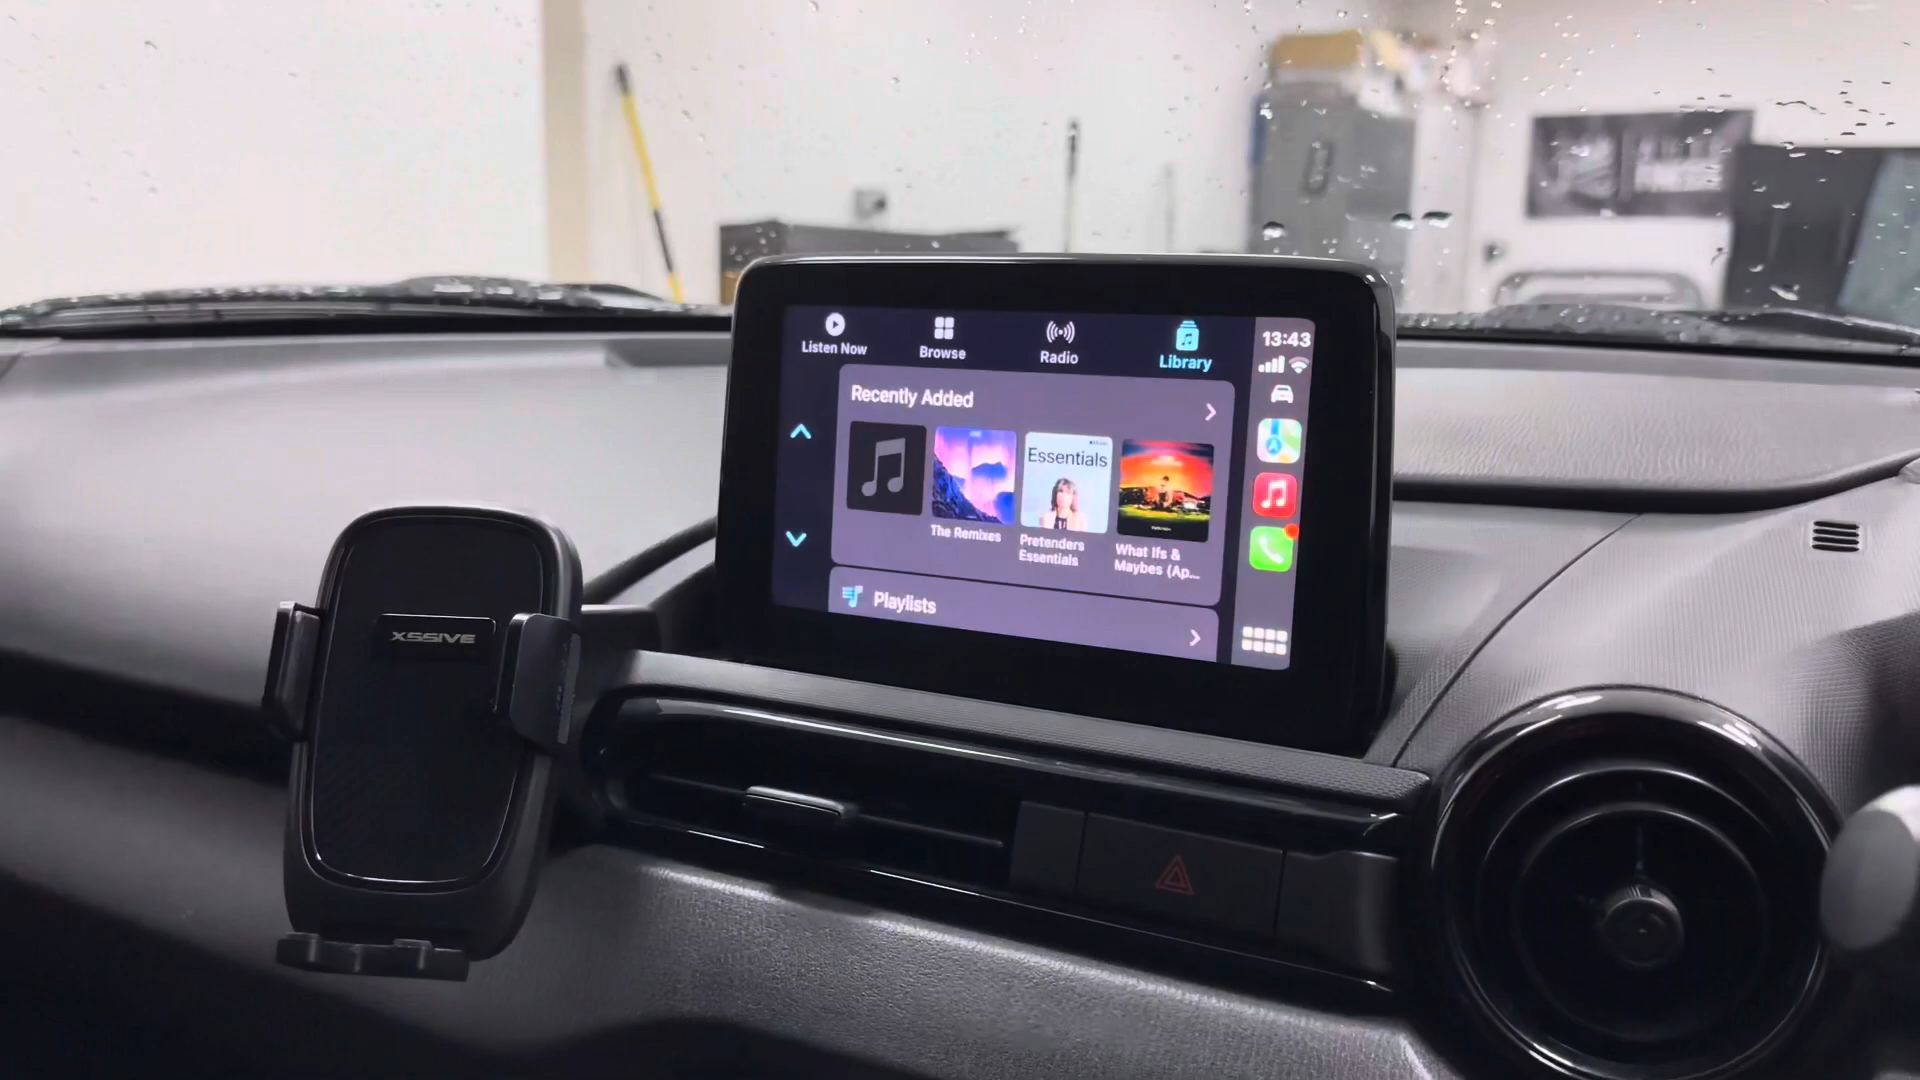 Listen Now
Browse
Radio
Library
13:43
Recently Added
Essentials
The Remixes
Pretenders
Essentials
What Ifs &
Maybes (Ap...
Playlists
XSSIVE